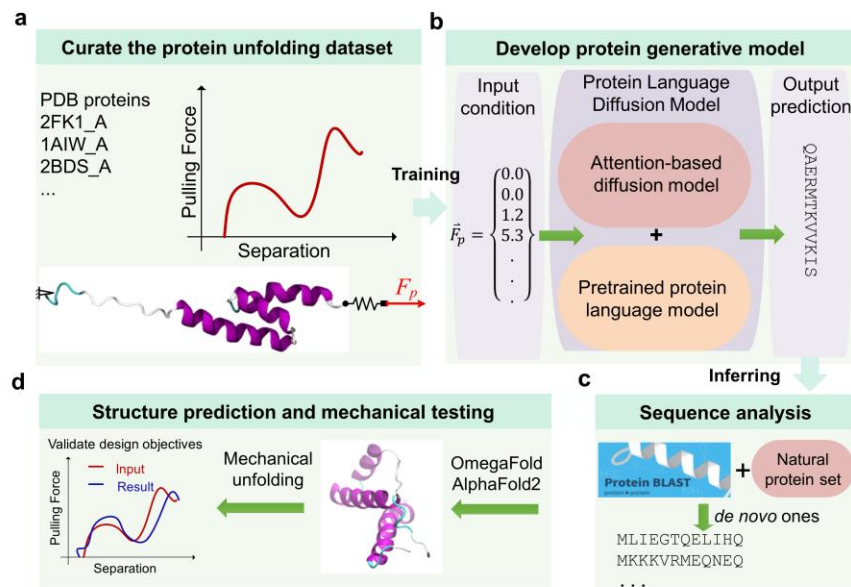 a
Curate the protein unfolding dataset
PDB proteins
2FK1_A
1AIW_A
2BDS_A
...
Pulling Force
Separation
F_p
Training
b
Develop protein generative model
Input
condition
Protein Language
Diffusion Model
Output
prediction
Attention-based
diffusion model
+
Pretrained protein
language model
F⃗_p =
0.0
0.0
1.2
5.3
.
.
.
QAERMTKVVKIS
Inferring
c
Sequence analysis
Protein BLAST
protein▸protein
+
Natural
protein set
de novo ones
MLIEGTQELIHQ
MKKKVRMEQNEQ
...
d
Structure prediction and mechanical testing
Validate design objectives
Input
Result
Pulling Force
Separation
Mechanical
unfolding
OmegaFold
AlphaFold2